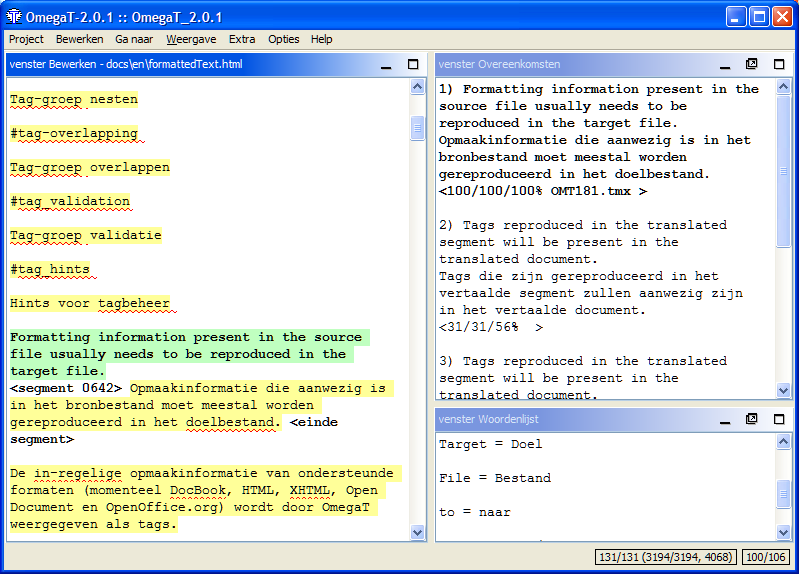 OmegaT-2.0.1 :: OmegaT_2.0.1
Project Bewerken Ga naar Weergave Extra Opties Help
venster Bewerken - docs\en\formattedText.html
Tag-groep nesten
#tag-overlapping
Tag-groep overlappen
#tag_validation
Tag-groep validatie
#tag_hints
Hints voor tagbeheer
Formatting information present in the source
file usually needs to be reproduced in the
target file.
<segment 0642> Opmaakinformatie die aanwezig is
in het bronbestand moet meestal worden
gereproduceerd in het doelbestand. <einde
segment>
De in-regelige opmaakinformatie van ondersteunde
formaten (momenteel DocBook, HTML, XHTML, Open
Document en OpenOffice.org) wordt door OmegaT
weergegeven als tags.
venster Overeenkomsten
1) Formatting information present in the
source file usually needs to be
reproduced in the target file.
Opmaakinformatie die aanwezig is in het
bronbestand moet meestal worden
gereproduceerd in het doelbestand.
<100/100/100% OMT181.tmx >
2) Tags reproduced in the translated
segment will be present in the
translated document.
Tags die zijn gereproduceerd in het
vertaalde segment zullen aanwezig zijn
in het vertaalde document.
<31/31/56% >
3) Tags reproduced in the translated
segment will be present in the
translated document.
venster Woordenlijst
Target = Doel
File = Bestand
to = naar
131/131 (3194/3194, 4068) 100/106